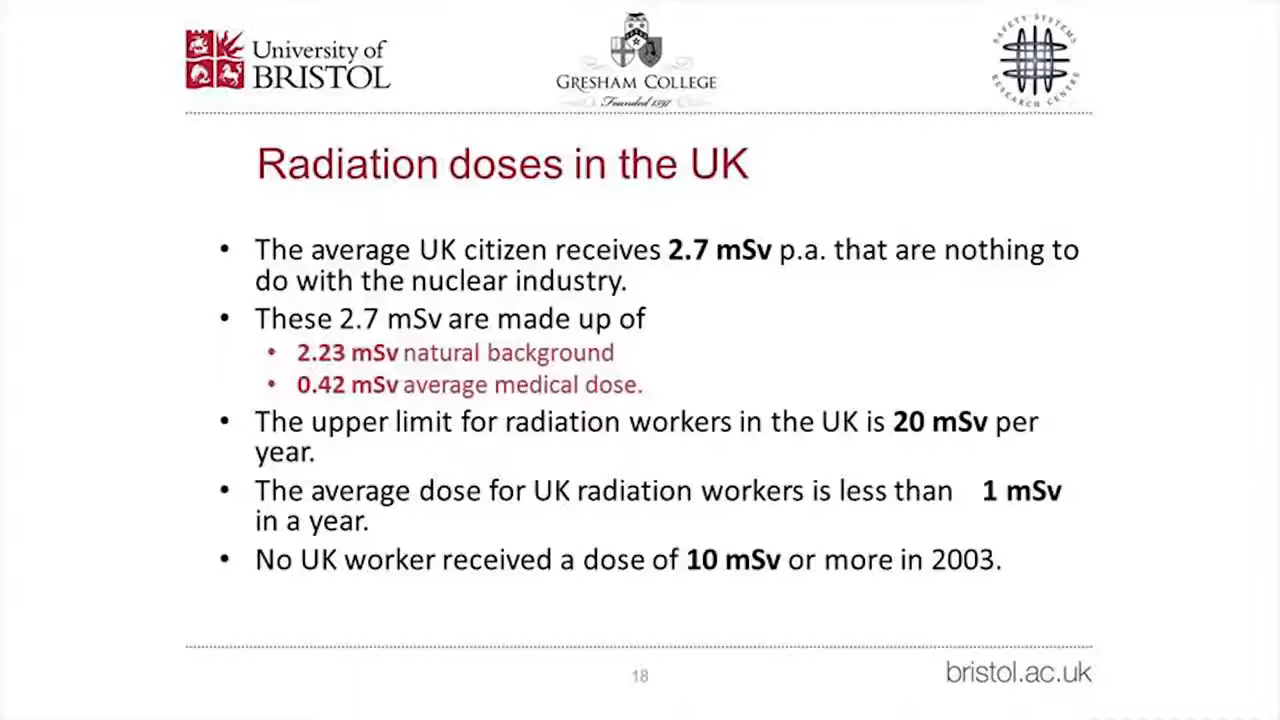 University of
BRISTOL
GRESHAM COLLEGE
Founded 1597
SAFETY SYSTEMS
RESEARCH CENTRE
Radiation doses in the UK
• The average UK citizen receives 2.7 mSv p.a. that are nothing to
do with the nuclear industry.
• These 2.7 mSv are made up of
• 2.23 mSv natural background
• 0.42 mSv average medical dose.
• The upper limit for radiation workers in the UK is 20 mSv per
year.
• The average dose for UK radiation workers is less than 1 mSv
in a year.
• No UK worker received a dose of 10 mSv or more in 2003.
18
bristol.ac.uk